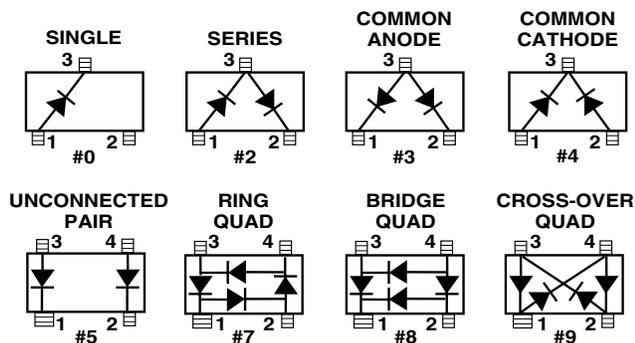 SINGLE
SERIES
COMMON
ANODE
COMMON
CATHODE
3
3
3
3
1 2
1 2
1 2
1 2
#0
#2
#3
#4
UNCONNECTED
PAIR
RING
QUAD
BRIDGE
QUAD
CROSS-OVER
QUAD
3 4
3 4
3 4
3 4
1 2
1 2
1 2
1 2
#5
#7
#8
#9